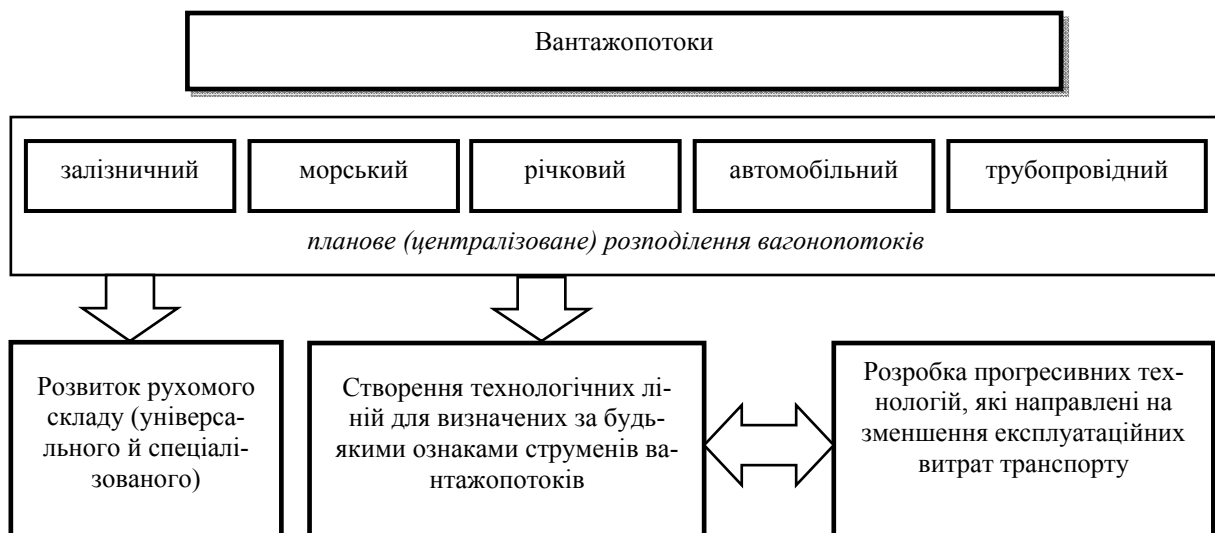 Вантажопотоки
залізничний
морський
річковий
автомобільний
трубопровідний
планове (централізоване) розподілення вагонопотоків
Розвиток рухомого
складу (універса-
льного й спеціалі-
зованого)
Створення технологічних лі-
ній для визначених за будь-
якими ознаками струменів ва-
нтажопотоків
Розробка прогресивних тех-
нологій, які направлені на
зменшення експлуатаційних
витрат транспорту